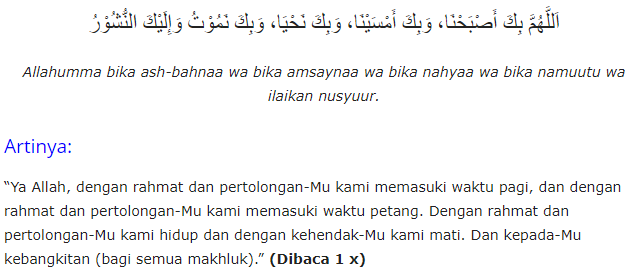 اَللَّهُمَّ بِكَ أَصْبَحْنَا، وَبِكَ أَمْسَيْنَا، وَبِكَ نَحْيَا، وَبِكَ نَمُوْتُ وَإِلَيْكَ النُّشُوْرُ
Allahumma bika ash-bahnaa wa bika amsaynaa wa bika nahyaa wa bika namuutu wa
ilaikan nusyuur.
Artinya:
“Ya Allah, dengan rahmat dan pertolongan-Mu kami memasuki waktu pagi, dan dengan
rahmat dan pertolongan-Mu kami memasuki waktu petang. Dengan rahmat dan
pertolongan-Mu kami hidup dan dengan kehendak-Mu kami mati. Dan kepada-Mu
kebangkitan (bagi semua makhluk).” (Dibaca 1 x)